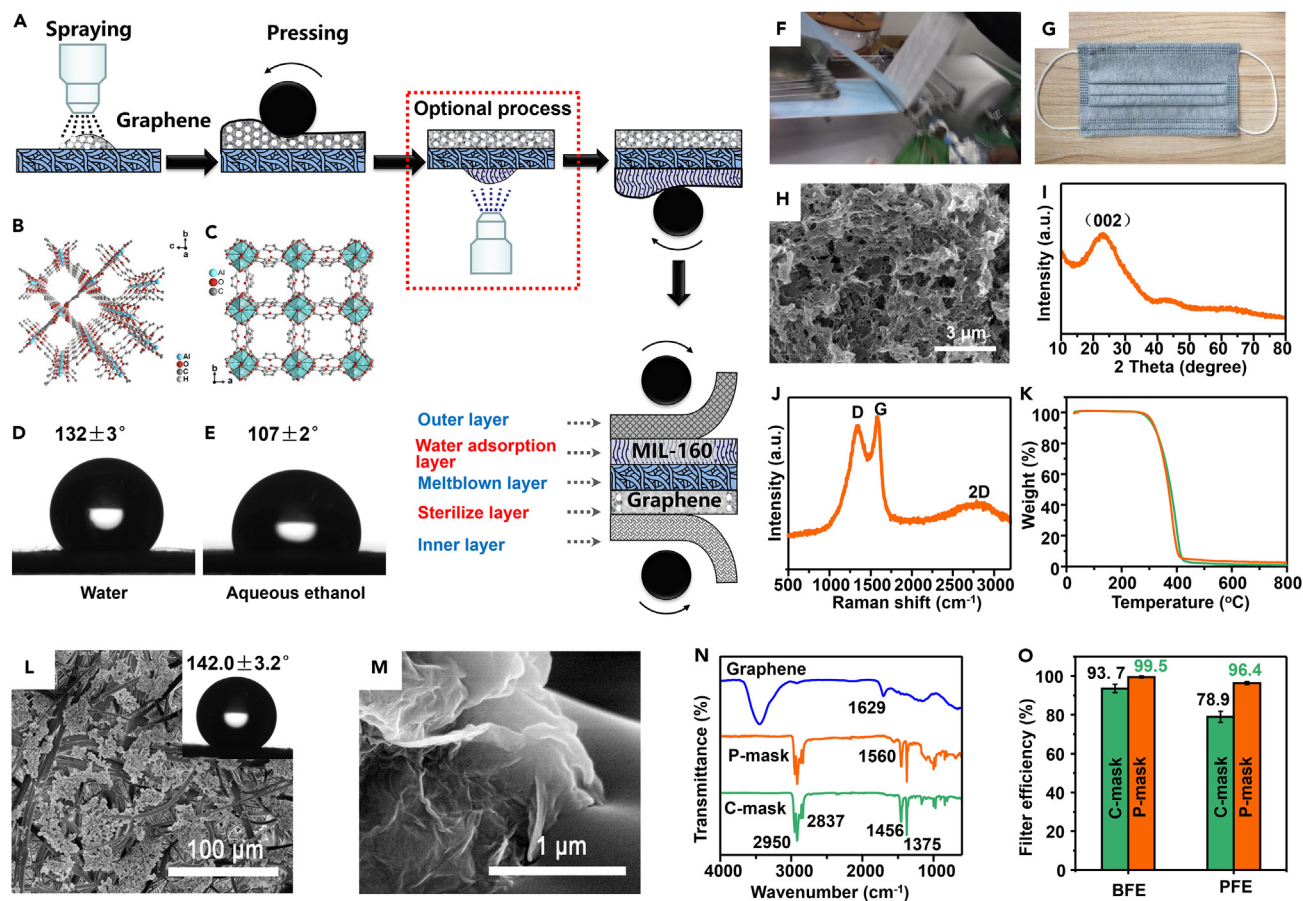 A
Spraying
Pressing
Graphene
Optional process
B
c
b
a
Al
O
C
H
C
Al
O
C
b
a
D
132±3°
Water
E
107±2°
Aqueous ethanol
Outer layer
Water adsorption
layer
Meltblown layer
Sterilize layer
Inner layer
MIL-160
Graphene
F
G
H
3 µm
I
(002)
Intensity (a.u.)
10 20 30 40 50 60 70 80
2 Theta (degree)
J
D
G
2D
Intensity (a.u.)
500 1000 1500 2000 2500 3000
Raman shift (cm-1)
K
Weight (%)
100
80
60
40
20
0
0 200 400 600 800
Temperature (oC)
L
142.0±3.2°
100 µm
M
1 µm
N
Graphene
1629
P-mask
1560
C-mask
2837
2950
1456
1375
Transmittance (%)
4000 3000 2000 1000
Wavenumber (cm-1)
O
93. 7
99.5
78.9
96.4
C-mask
P-mask
C-mask
P-mask
Filter efficiency (%)
100
80
60
40
20
0
BFE
PFE